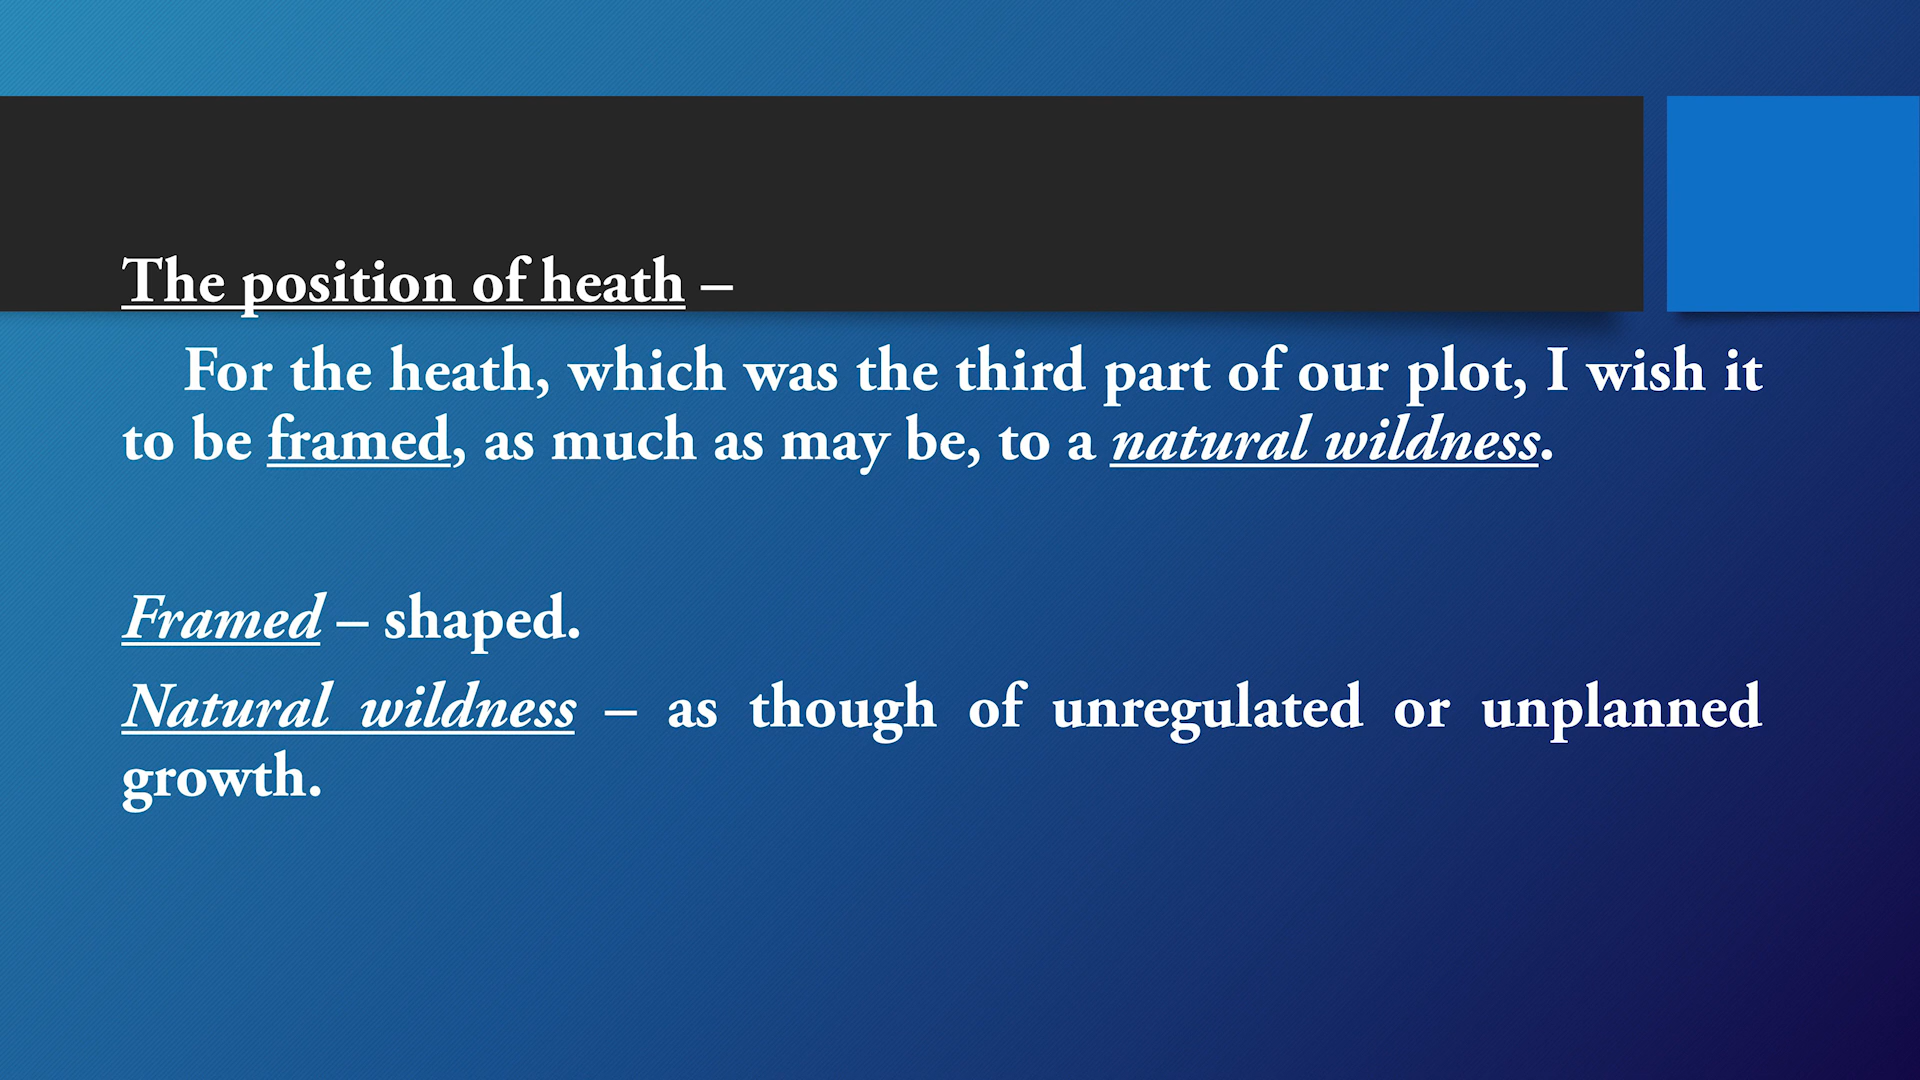 The position of heath –
For the heath, which was the third part of our plot, I wish it
to be framed, as much as may be, to a natural wildness.
Framed – shaped.
Natural wildness – as though of unregulated or unplanned
growth.